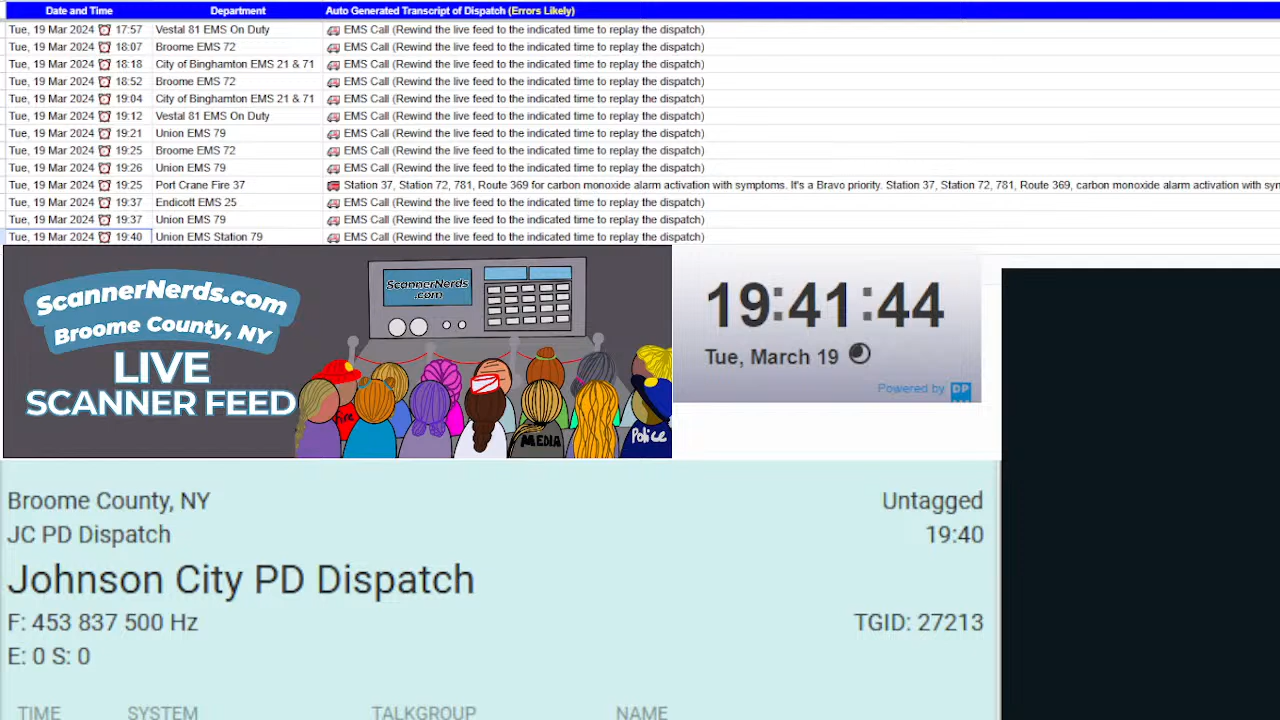 Date and Time Department Auto Generated Transcript of Dispatch (Errors Likely)
Tue, 19 Mar 2024 ⏰ 17:57 Vestal 81 EMS On Duty 🚑 EMS Call (Rewind the live feed to the indicated time to replay the dispatch)
Tue, 19 Mar 2024 ⏰ 18:07 Broome EMS 72 🚑 EMS Call (Rewind the live feed to the indicated time to replay the dispatch)
Tue, 19 Mar 2024 ⏰ 18:18 City of Binghamton EMS 21 & 71 🚑 EMS Call (Rewind the live feed to the indicated time to replay the dispatch)
Tue, 19 Mar 2024 ⏰ 18:52 Broome EMS 72 🚑 EMS Call (Rewind the live feed to the indicated time to replay the dispatch)
Tue, 19 Mar 2024 ⏰ 19:04 City of Binghamton EMS 21 & 71 🚑 EMS Call (Rewind the live feed to the indicated time to replay the dispatch)
Tue, 19 Mar 2024 ⏰ 19:12 Vestal 81 EMS On Duty 🚑 EMS Call (Rewind the live feed to the indicated time to replay the dispatch)
Tue, 19 Mar 2024 ⏰ 19:21 Union EMS 79 🚑 EMS Call (Rewind the live feed to the indicated time to replay the dispatch)
Tue, 19 Mar 2024 ⏰ 19:25 Broome EMS 72 🚑 EMS Call (Rewind the live feed to the indicated time to replay the dispatch)
Tue, 19 Mar 2024 ⏰ 19:26 Union EMS 79 🚑 EMS Call (Rewind the live feed to the indicated time to replay the dispatch)
Tue, 19 Mar 2024 ⏰ 19:25 Port Crane Fire 37 🚒 Station 37, Station 72, 781, Route 369 for carbon monoxide alarm activation with symptoms. It's a Bravo priority. Station 37, Station 72, 781, Route 369, carbon monoxide alarm activation with sym
Tue, 19 Mar 2024 ⏰ 19:37 Endicott EMS 25 🚑 EMS Call (Rewind the live feed to the indicated time to replay the dispatch)
Tue, 19 Mar 2024 ⏰ 19:37 Union EMS 79 🚑 EMS Call (Rewind the live feed to the indicated time to replay the dispatch)
Tue, 19 Mar 2024 ⏰ 19:40 Union EMS Station 79 🚑 EMS Call (Rewind the live feed to the indicated time to replay the dispatch)
ScannerNerds.com
Broome County, NY
LIVE
SCANNER FEED
ScannerNerds
.com
Fire
MEDIA
Police
19:41:44
Tue, March 19
Powered by DP
Broome County, NY Untagged
JC PD Dispatch 19:40
Johnson City PD Dispatch
F: 453 837 500 Hz TGID: 27213
E: 0 S: 0
TIME SYSTEM TALKGROUP NAME